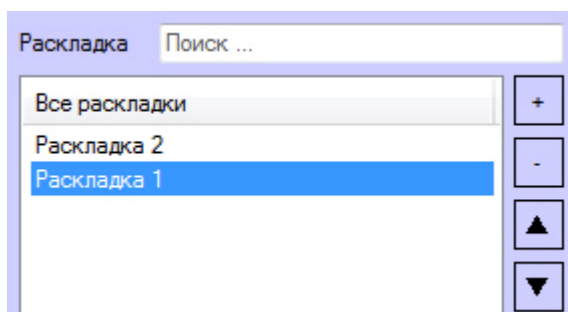 Раскладка Поиск ...
Все раскладки +
Раскладка 2
Раскладка 1
-
▲
▼